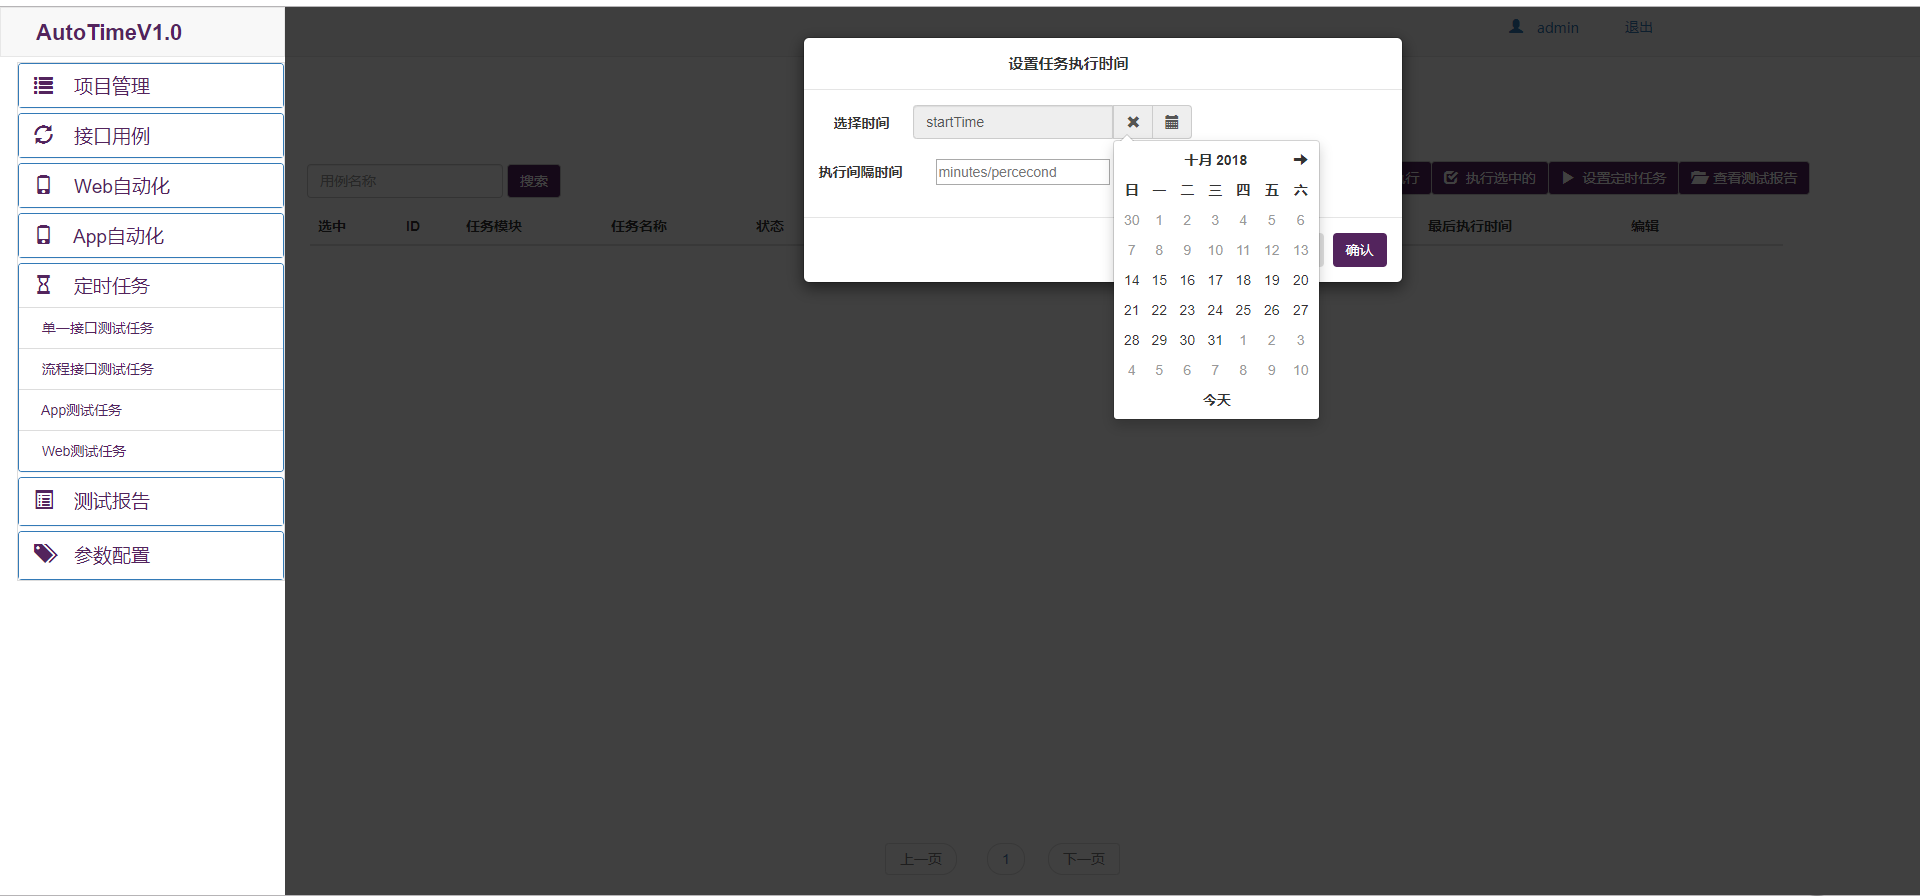 AutoTimeV1.0
admin 退出
项目管理
接口用例
Web自动化
App自动化
定时任务
单一接口测试任务
流程接口测试任务
App测试任务
Web测试任务
测试报告
参数配置
设置任务执行时间
选择时间 startTime
执行间隔时间 minutes/percecond
确认
十月 2018
日 一 二 三 四 五 六
30 1 2 3 4 5 6
7 8 9 10 11 12 13
14 15 16 17 18 19 20
21 22 23 24 25 26 27
28 29 30 31 1 2 3
4 5 6 7 8 9 10
今天
用例名称 搜索 行 执行选中的 设置定时任务 查看测试报告
选中 ID 任务模块 任务名称 状态 最后执行时间 编辑
上一页 1 下一页